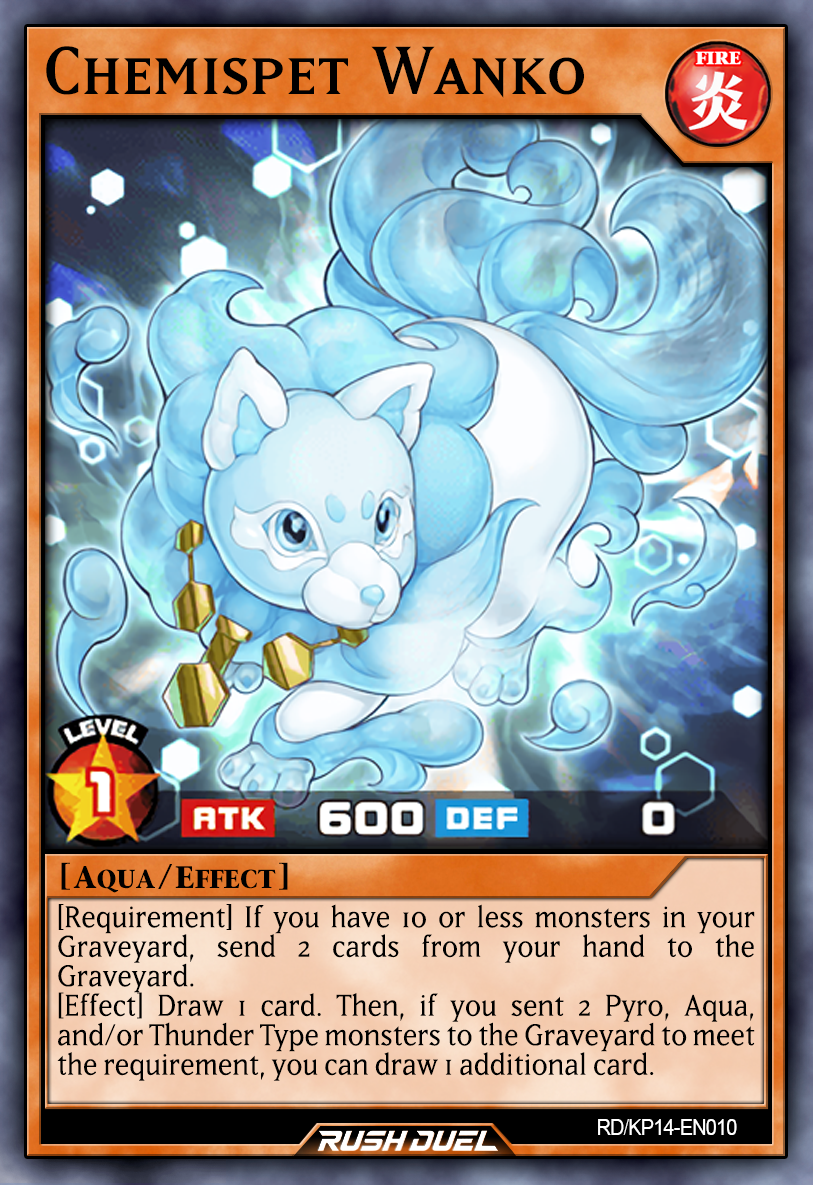 Chemispet Wanko
FIRE
炎
LEVEL
1
ATK 600 DEF 0
[Aqua/Effect]
[Requirement] If you have 10 or less monsters in your
Graveyard, send 2 cards from your hand to the
Graveyard.
[Effect] Draw 1 card. Then, if you sent 2 Pyro, Aqua,
and/or Thunder Type monsters to the Graveyard to meet
the requirement, you can draw 1 additional card.
RD/KP14-EN010
RUSH DUEL